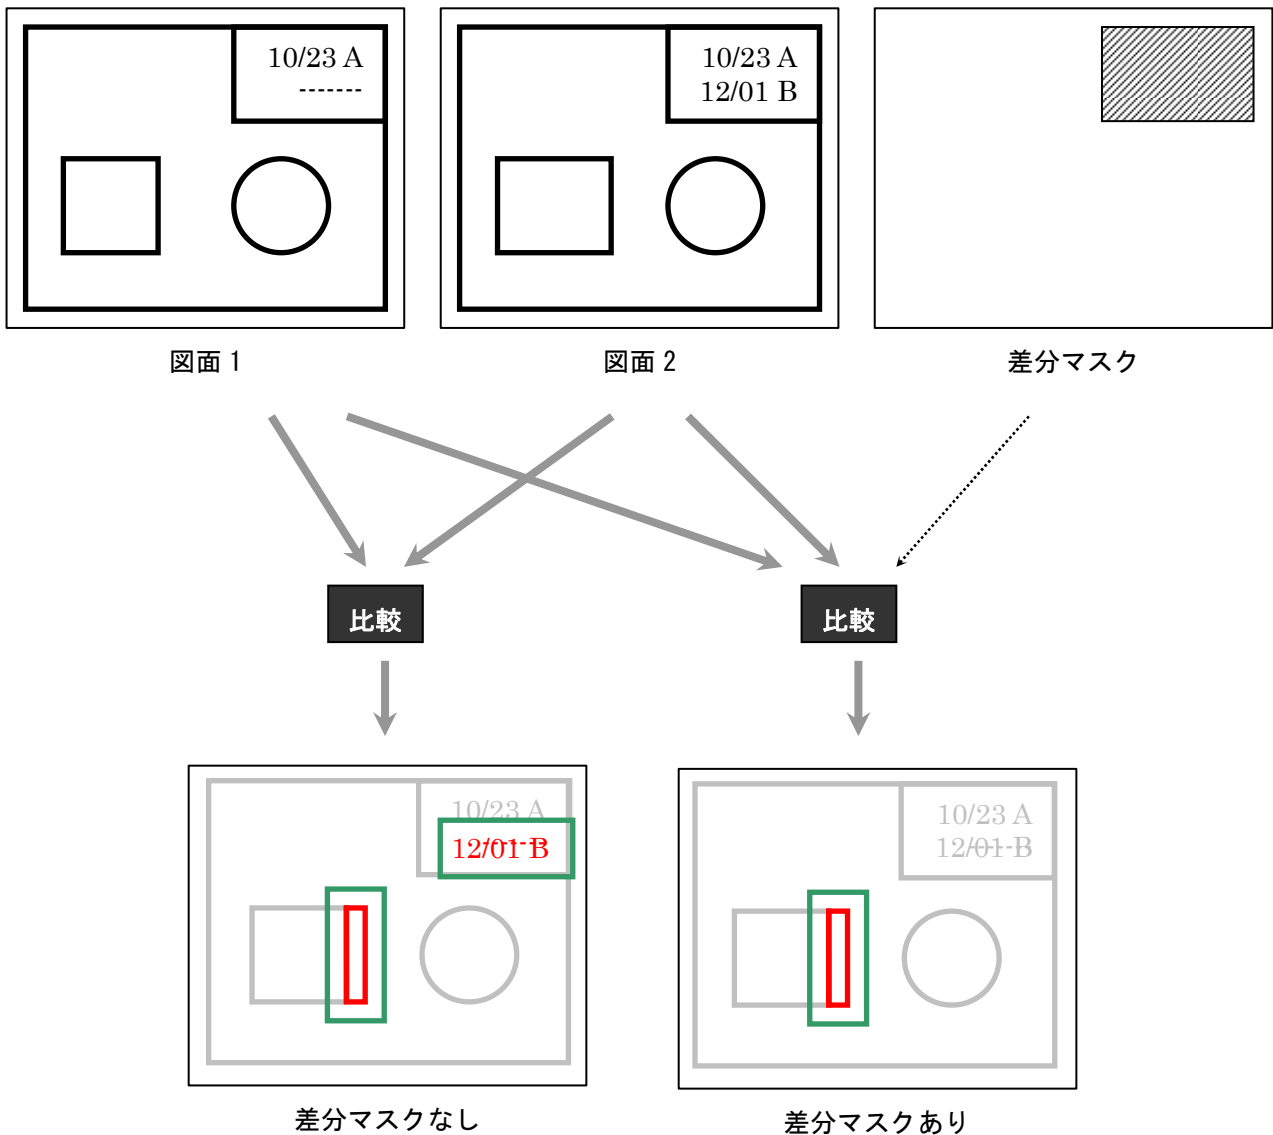 10/23 A
-------
10/23 A
12/01 B
図面 1
図面 2
差分マスク
比較
比較
10/23 A
12/01 B
10/23 A
12/01 B
差分マスクなし
差分マスクあり